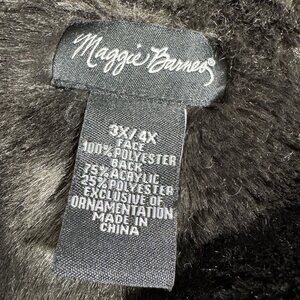 Maggie Barnes
3X/4X
FACE
100% POLYESTER
BACK
75% ACRYLIC
25% POLYESTER
EXCLUSIVE OF
ORNAMENTATION
MADE IN
CHINA